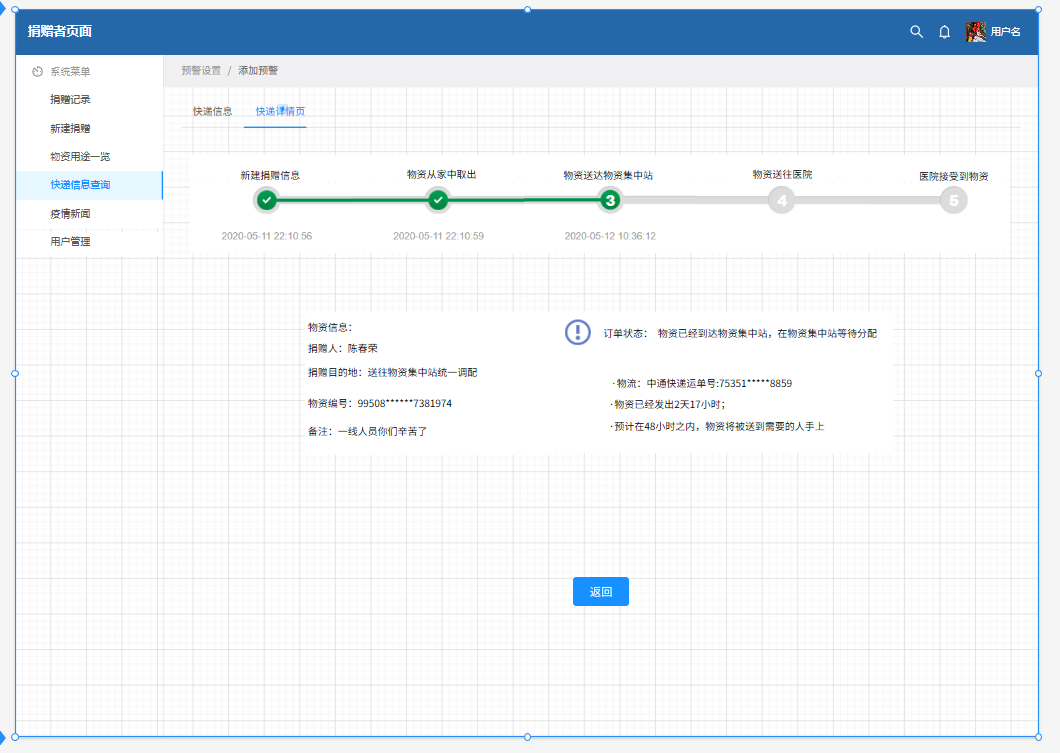 捐赠者页面
用户名
系统菜单
捐赠记录
新建捐赠
物资用途一览
快递信息查询
疫情新闻
用户管理
预警设置 / 添加预警
快递信息 快递详情页
新建捐赠信息 物资从家中取出 物资送达物资集中站 物资送往医院 医院接受到物资
3 4 5
2020-05-11 22:10:56 2020-05-11 22:10:59 2020-05-12 10:36:12
物资信息：
捐赠人：陈春荣
捐赠目的地：送往物资集中站统一调配
物资编号：99508******7381974
备注：一线人员你们辛苦了
订单状态： 物资已经到达物资集中站，在物资集中站等待分配
·物流：中通快递运单号:75351*****8859
·物资已经发出2天17小时；
·预计在48小时之内，物资将被送到需要的人手上
返回